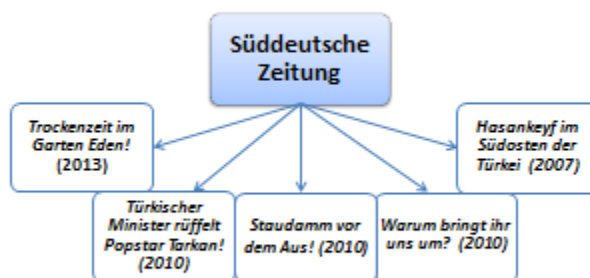 Süddeutsche
Zeitung
Trockenzeit im
Garten Eden!
(2013)
Hasankeyf im
Südosten der
Türkei (2007)
Türkischer
Minister rüffelt
Popstar Tarkan!
(2010)
Staudamm vor
dem Aus! (2010)
Warum bringt ihr
uns um? (2010)